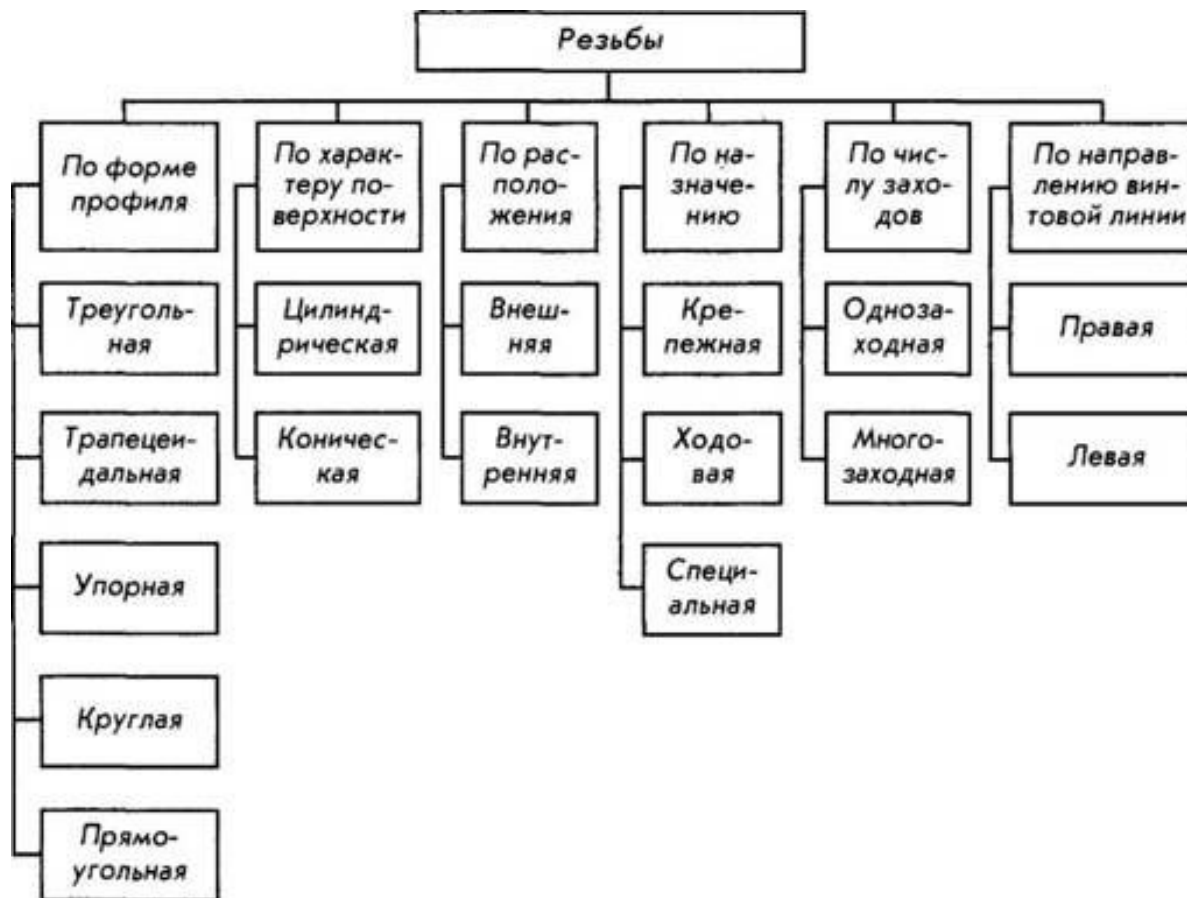 Резьбы
По форме
профиля
По харак-
теру по-
верхности
По рас-
поло-
жения
По на-
значе-
нию
По чис-
лу захо-
дов
По направ-
лению вин-
товой линии
Треуголь-
ная
Цилинд-
рическая
Внеш-
няя
Кре-
пежная
Одноза-
ходная
Правая
Трапецеи-
дальная
Коничес-
кая
Внут-
ренняя
Ходо-
вая
Много-
заходная
Левая
Упорная
Специ-
альная
Круглая
Прямо-
угольная